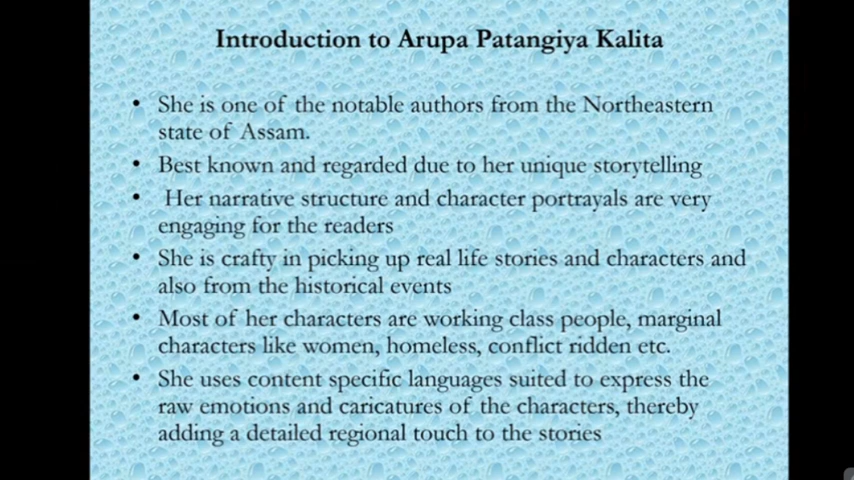 Introduction to Arupa Patangiya Kalita
• She is one of the notable authors from the Northeastern
state of Assam.
• Best known and regarded due to her unique storytelling
• Her narrative structure and character portrayals are very
engaging for the readers
• She is crafty in picking up real life stories and characters and
also from the historical events
• Most of her characters are working class people, marginal
characters like women, homeless, conflict ridden etc.
• She uses content specific languages suited to express the
raw emotions and caricatures of the characters, thereby
adding a detailed regional touch to the stories